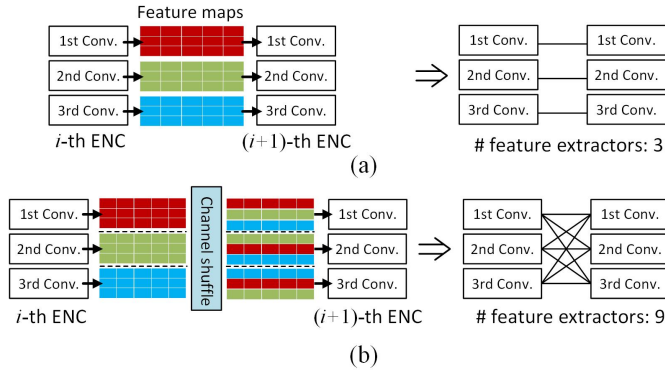 Feature maps
1st Conv. 1st Conv. 1st Conv. 1st Conv.
2nd Conv. 2nd Conv. 2nd Conv. 2nd Conv.
3rd Conv. 3rd Conv. 3rd Conv. 3rd Conv.
i-th ENC (i+1)-th ENC # feature extractors: 3
(a)
1st Conv. 1st Conv. 1st Conv. 1st Conv.
Channel shuffle
2nd Conv. 2nd Conv. 2nd Conv. 2nd Conv.
3rd Conv. 3rd Conv. 3rd Conv. 3rd Conv.
i-th ENC (i+1)-th ENC # feature extractors: 9
(b)